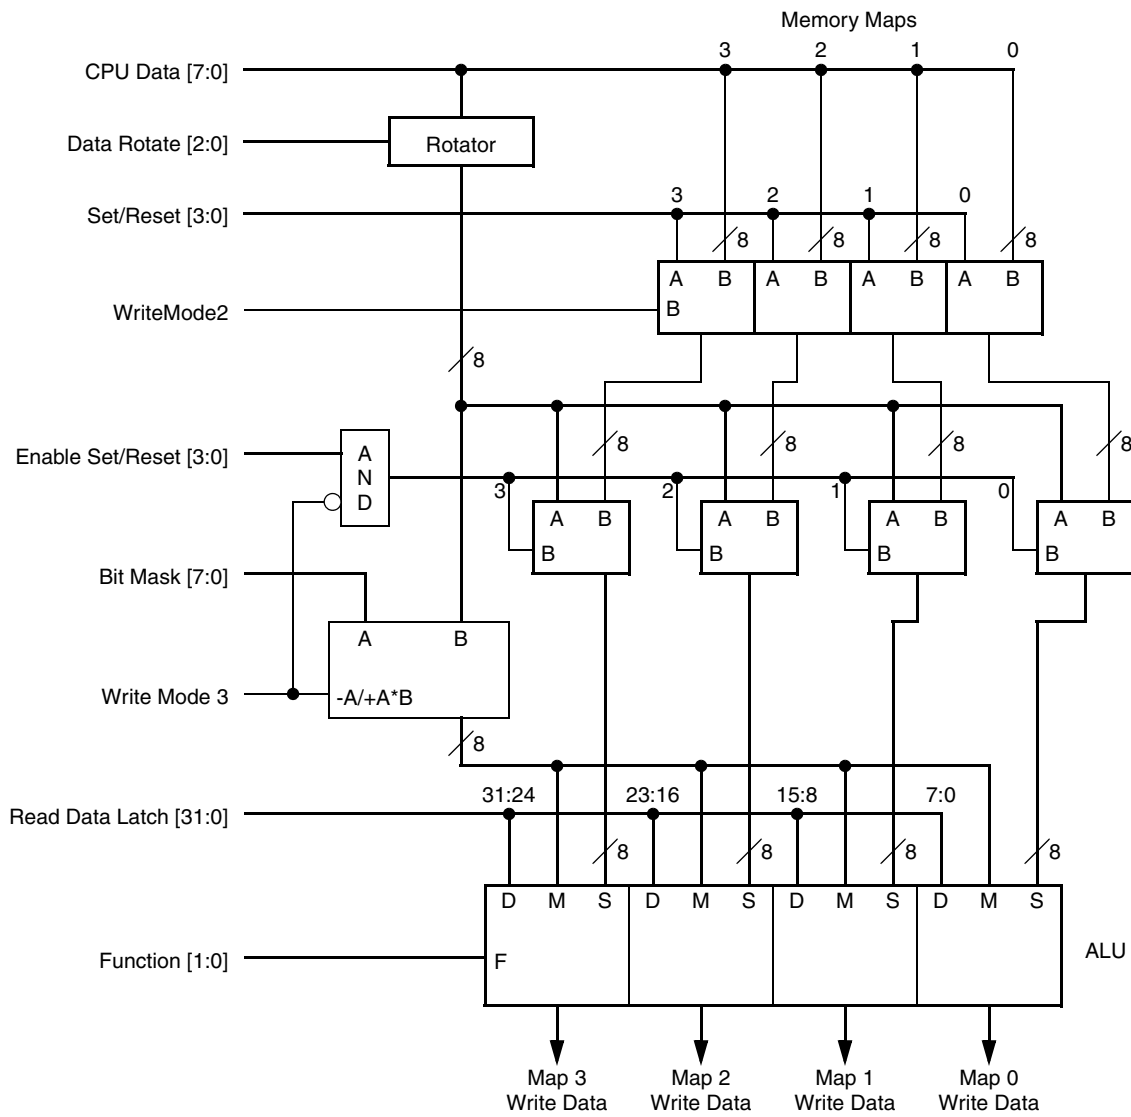 Memory Maps
3 2 1 0
CPU Data [7:0]
Data Rotate [2:0]
Rotator
3 2 1 0
Set/Reset [3:0]
8 8 8 8
A B A B A B A B
WriteMode2
B
8
8 8 8 8
Enable Set/Reset [3:0]
A
N
D
3 2 1 0
A B A B A B A B
B B B B
Bit Mask [7:0]
A B
Write Mode 3
-A/+A*B
8
31:24 23:16 15:8 7:0
Read Data Latch [31:0]
8 8 8 8
D M S D M S D M S D M S
ALU
Function [1:0]
F
Map 3 Map 2 Map 1 Map 0
Write Data Write Data Write Data Write Data